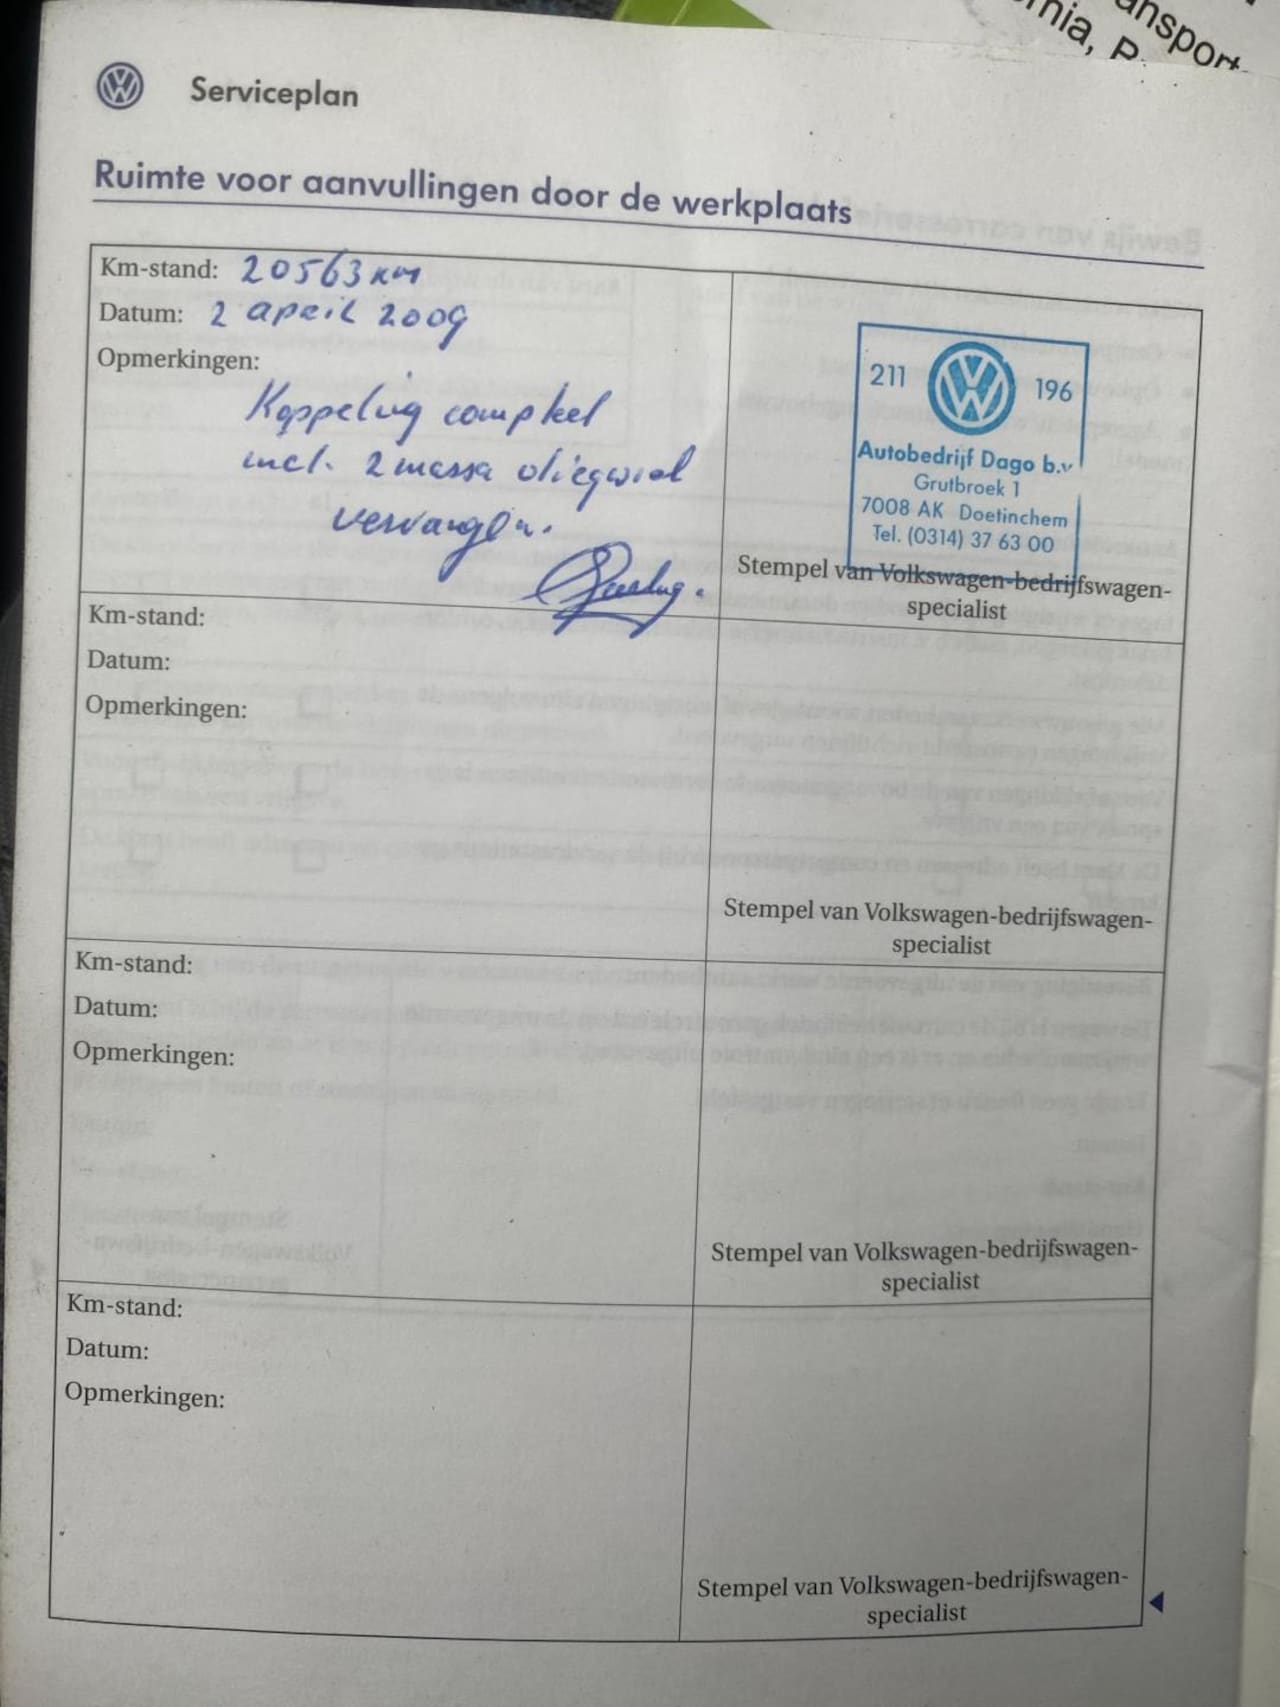 ansport
rnia,
Serviceplan
Ruimte voor aanvullingen door de werkplaats
Km-stand: 20563 km
Datum: 2 april 2009
Opmerkingen:
Koppeling compleet
incl. 2 massa vliegwiel
vervangen.
211 196
Autobedrijf Dago b.v
Grutbroek 1
7008 AK Doetinchem
Tel. (0314) 37 63 00
Stempel van Volkswagen-bedrijfswagen-
specialist
Km-stand:
Datum:
Opmerkingen:
Stempel van Volkswagen-bedrijfswagen-
specialist
Km-stand:
Datum:
Opmerkingen:
Stempel van Volkswagen-bedrijfswagen-
specialist
Km-stand:
Datum:
Opmerkingen:
Stempel van Volkswagen-bedrijfswagen-
specialist